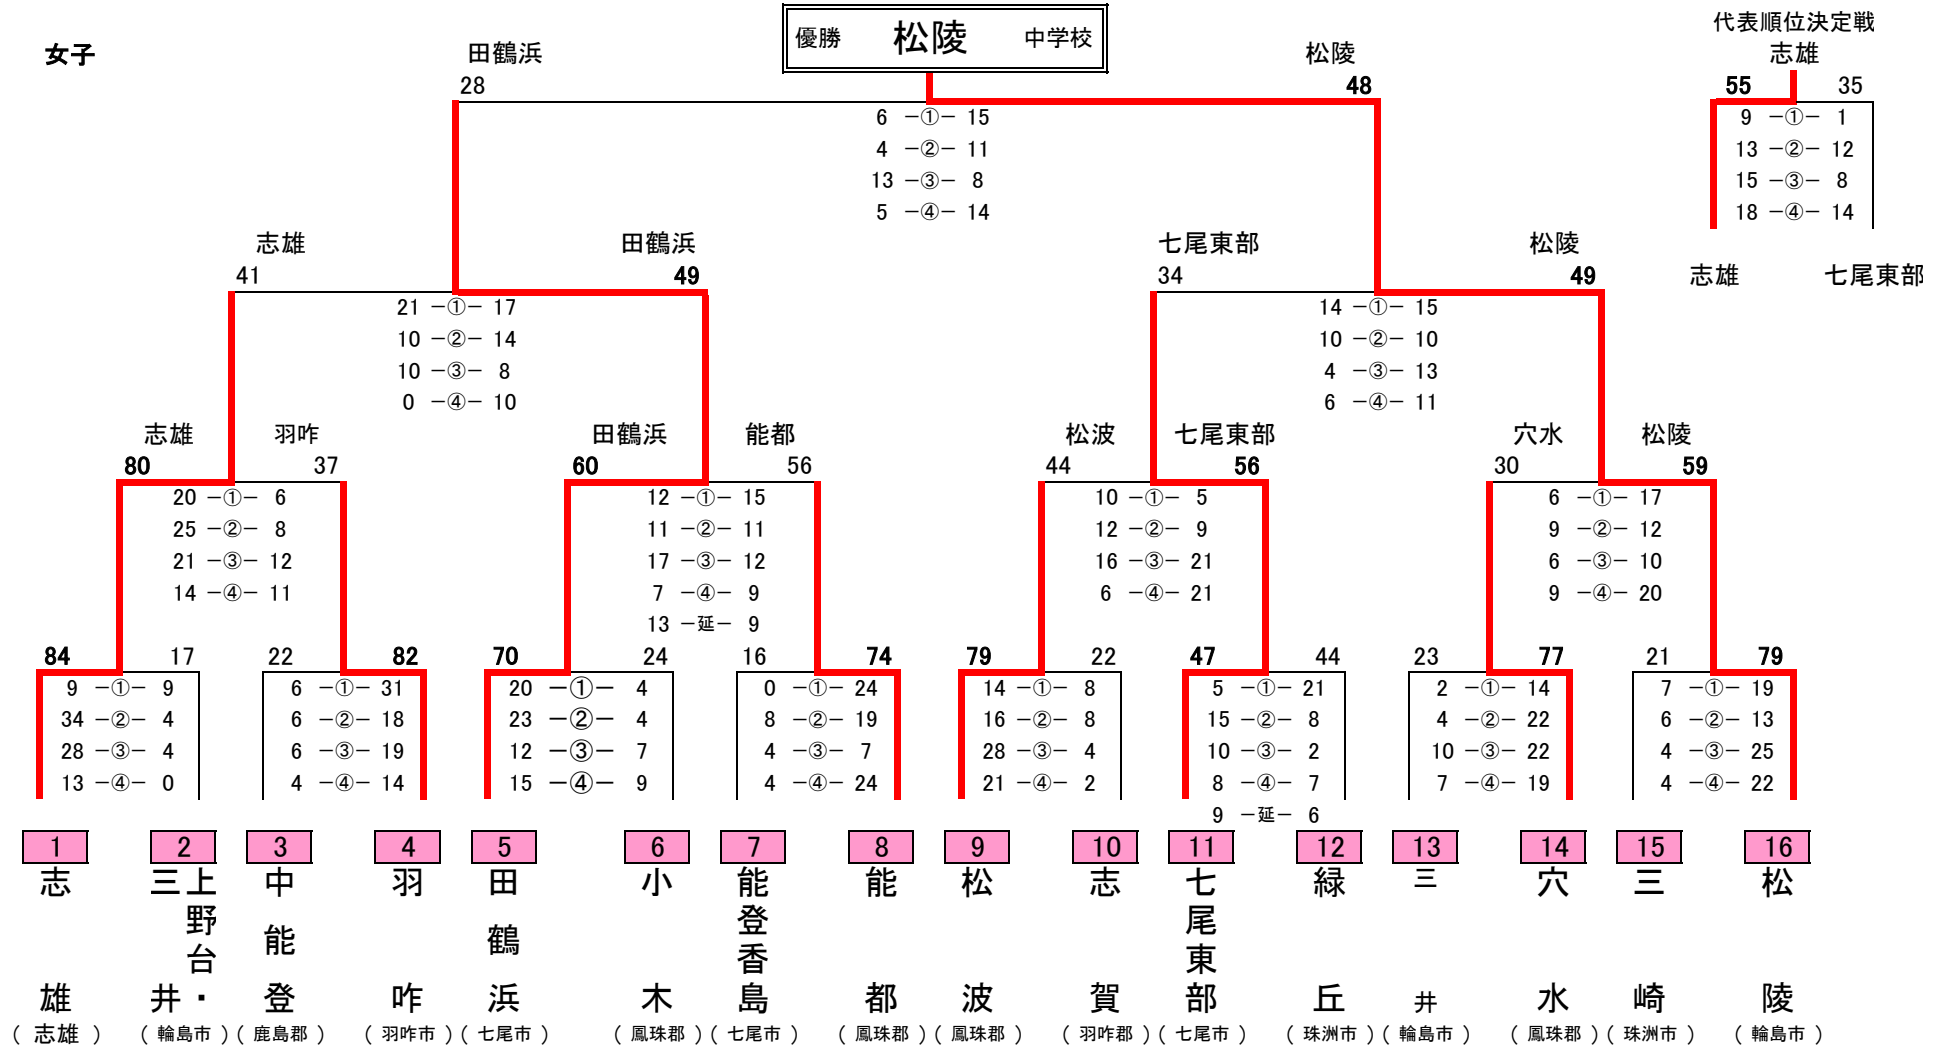 代表順位決定戦
優勝 松陵 中学校
女子 田鶴浜 松陵 志雄
28 48 55 35
6 －①－ 15 9 －①－ 1
4 －②－ 11 13 －②－ 12
13 －③－ 8 15 －③－ 8
5 －④－ 14 18 －④－ 14
志雄 田鶴浜 七尾東部 松陵
41 49 34 49 志雄 七尾東部
21 －①－ 17 14 －①－ 15
10 －②－ 14 10 －②－ 10
10 －③－ 8 4 －③－ 13
0 －④－ 10 6 －④－ 11
志雄 羽咋 田鶴浜 能都 松波 七尾東部 穴水 松陵
80 37 60 56 44 56 30 59
20 －①－ 6 12 －①－ 15 10 －①－ 5 6 －①－ 17
25 －②－ 8 11 －②－ 11 12 －②－ 9 9 －②－ 12
21 －③－ 12 17 －③－ 12 16 －③－ 21 6 －③－ 10
14 －④－ 11 7 －④－ 9 6 －④－ 21 9 －④－ 20
13 －延－ 9
84 17 22 82 70 24 16 74 79 22 47 44 23 77 21 79
9 －①－ 9 6 －①－ 31 20 －①－ 4 0 －①－ 24 14 －①－ 8 5 －①－ 21 2 －①－ 14 7 －①－ 19
34 －②－ 4 6 －②－ 18 23 －②－ 4 8 －②－ 19 16 －②－ 8 15 －②－ 8 4 －②－ 22 6 －②－ 13
28 －③－ 4 6 －③－ 19 12 －③－ 7 4 －③－ 7 28 －③－ 4 10 －③－ 2 10 －③－ 22 4 －③－ 25
13 －④－ 0 4 －④－ 14 15 －④－ 9 4 －④－ 24 21 －④－ 2 8 －④－ 7 7 －④－ 19 4 －④－ 22
9 －延－ 6
1 2 3 4 5 6 7 8 9 10 11 12 13 14 15 16
志雄
上野台・
三井
中能登
羽咋
田鶴浜
小木
能登香島
能都
松波
志賀
七尾東部
緑丘
三井
穴水
三崎
松陵
( 志雄 ) ( 輪島市 ) ( 鹿島郡 ) ( 羽咋市 ) ( 七尾市 ) ( 鳳珠郡 ) ( 七尾市 ) ( 鳳珠郡 ) ( 鳳珠郡 ) ( 羽咋郡 ) ( 七尾市 ) ( 珠洲市 ) ( 輪島市 ) ( 鳳珠郡 ) ( 珠洲市 ) ( 輪島市 )